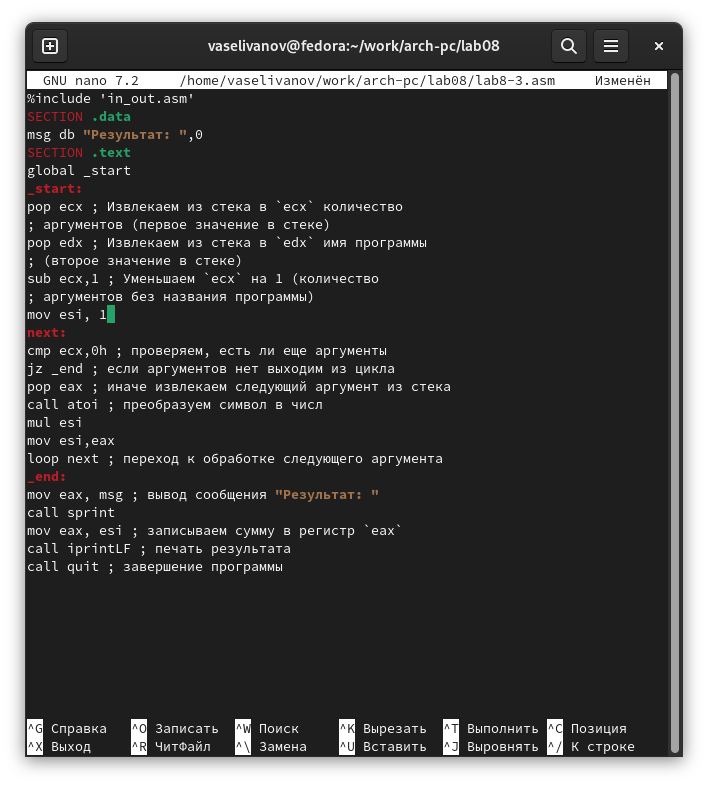 vaselivanov@fedora:~/work/arch-pc/lab08
GNU nano 7.2 /home/vaselivanov/work/arch-pc/lab08/lab8-3.asm Изменён
%include 'in_out.asm'
SECTION .data
msg db "Результат: ",0
SECTION .text
global _start
_start:
pop ecx ; Извлекаем из стека в `ecx` количество
; аргументов (первое значение в стеке)
pop edx ; Извлекаем из стека в `edx` имя программы
; (второе значение в стеке)
sub ecx,1 ; Уменьшаем `ecx` на 1 (количество
; аргументов без названия программы)
mov esi, 1
next:
cmp ecx,0h ; проверяем, есть ли еще аргументы
jz _end ; если аргументов нет выходим из цикла
pop eax ; иначе извлекаем следующий аргумент из стека
call atoi ; преобразуем символ в числ
mul esi
mov esi,eax
loop next ; переход к обработке следующего аргумента
_end:
mov eax, msg ; вывод сообщения "Результат: "
call sprint
mov eax, esi ; записываем сумму в регистр `eax`
call iprintLF ; печать результата
call quit ; завершение программы
^G Справка ^O Записать ^W Поиск ^K Вырезать ^T Выполнить ^C Позиция
^X Выход ^R ЧитФайл ^\ Замена ^U Вставить ^J Выровнять ^/ К строке